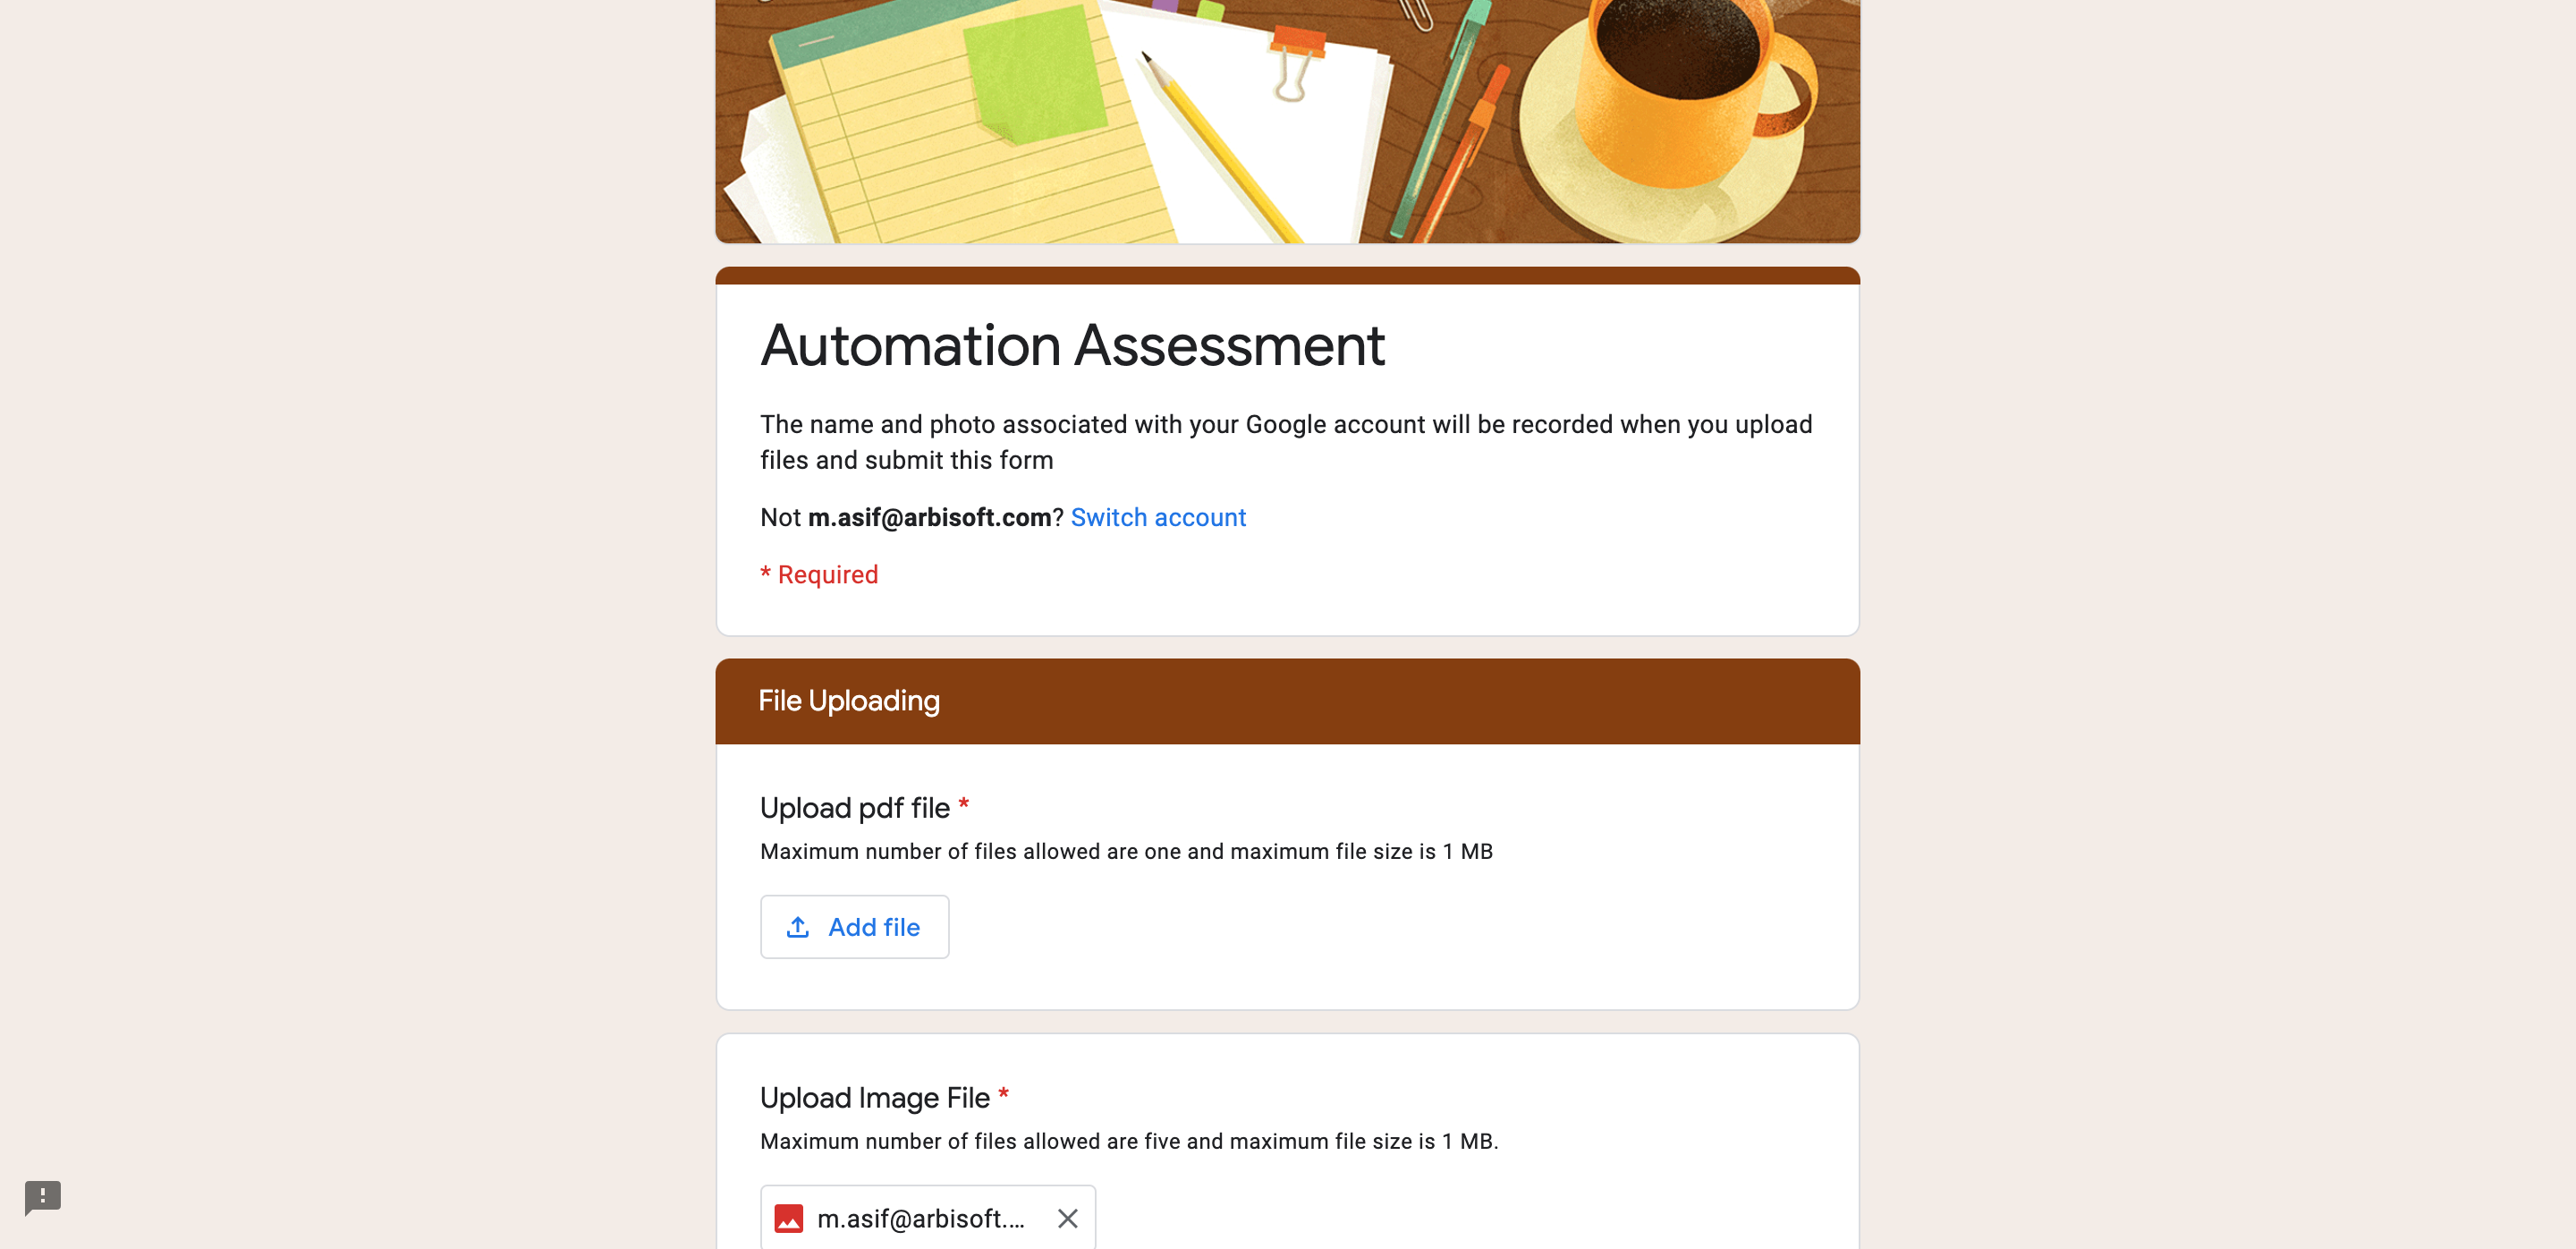 Automation Assessment
The name and photo associated with your Google account will be recorded when you upload
files and submit this form
Not m.asif@arbisoft.com? Switch account
* Required
File Uploading
Upload pdf file *
Maximum number of files allowed are one and maximum file size is 1 MB
Add file
Upload Image File *
Maximum number of files allowed are five and maximum file size is 1 MB.
m.asif@arbisoft....